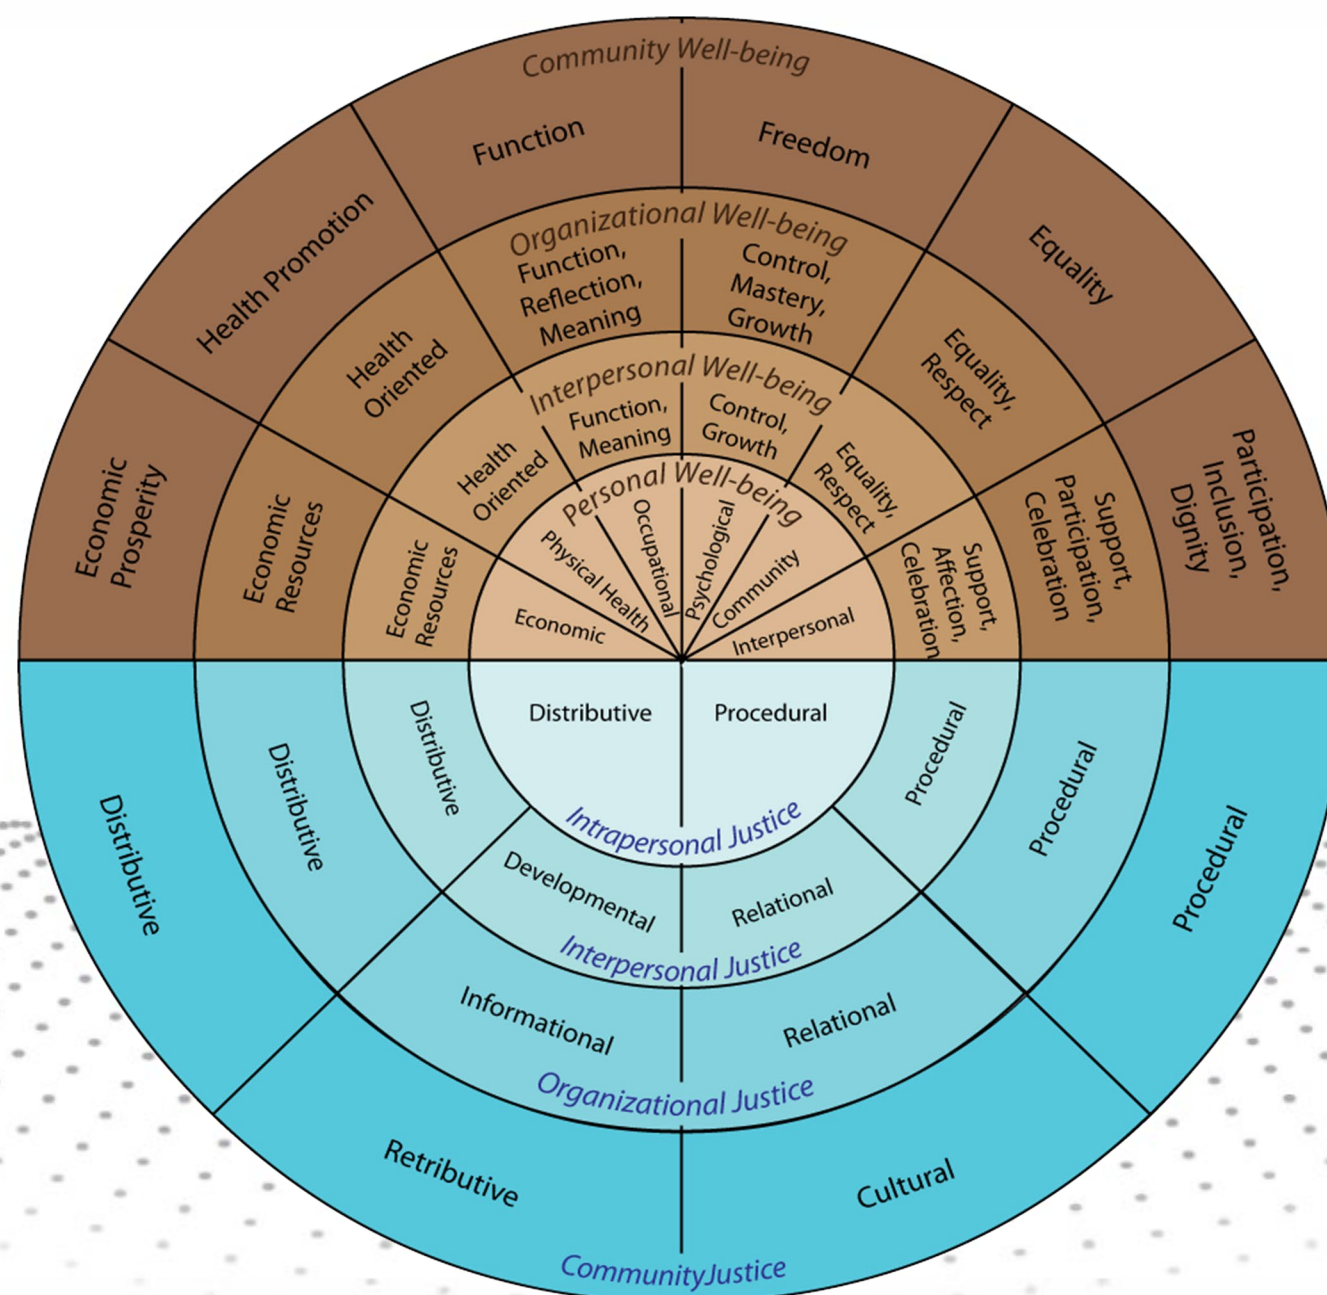 Community Well-being
Function
Freedom
Health Promotion
Equality
Economic
Prosperity
Participation,
Inclusion,
Dignity
Organizational Well-being
Function,
Reflection,
Meaning
Control,
Mastery,
Growth
Health
Oriented
Equality,
Respect
Economic
Resources
Support,
Participation,
Celebration
Interpersonal Well-being
Function,
Meaning
Control,
Growth
Health
Oriented
Equality,
Respect
Economic
Resources
Support,
Affection,
Celebration
Personal Well-being
Economic
Physical Health
Occupational
Psychological
Community
Interpersonal
Distributive
Procedural
Intrapersonal Justice
Distributive
Developmental
Relational
Procedural
Interpersonal Justice
Distributive
Informational
Relational
Procedural
Organizational Justice
Distributive
Retributive
Cultural
Procedural
CommunityJustice